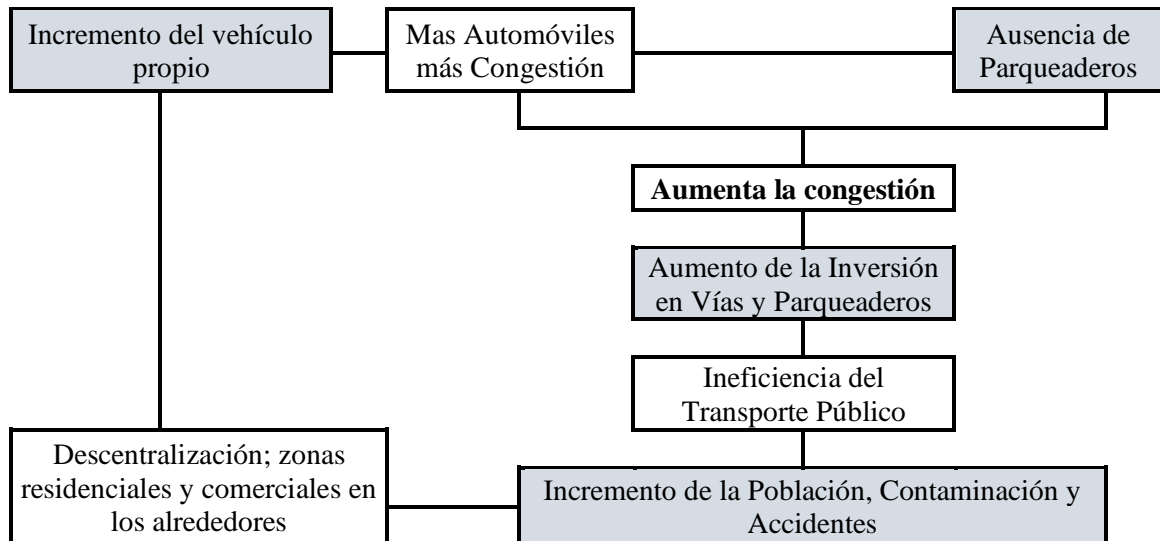 Incremento del vehículo
propio
Mas Automóviles
más Congestión
Ausencia de
Parqueaderos
Aumenta la congestión
Aumento de la Inversión
en Vías y Parqueaderos
Ineficiencia del
Transporte Público
Descentralización; zonas
residenciales y comerciales en
los alrededores
Incremento de la Población, Contaminación y
Accidentes